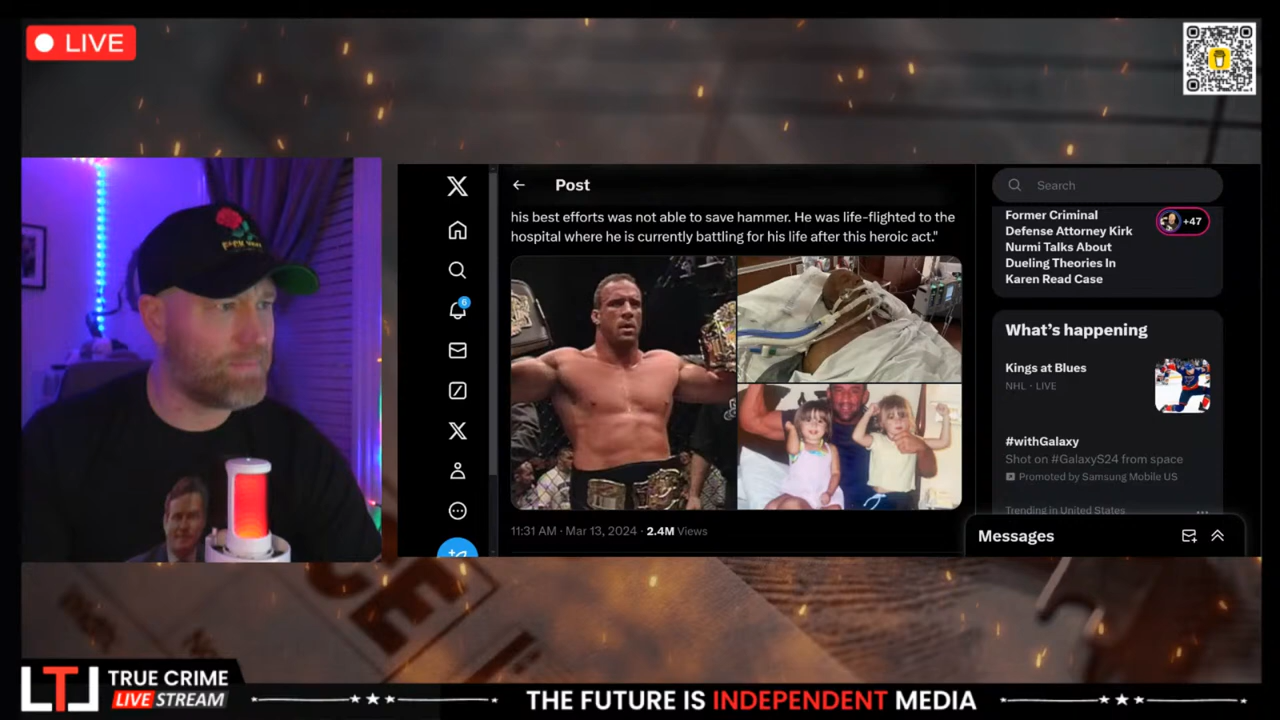 LIVE
Post
his best efforts was not able to save hammer. He was life-flighted to the
hospital where he is currently battling for his life after this heroic act."
11:31 AM · Mar 13, 2024 · 2.4M Views
6
Search
Former Criminal
Defense Attorney Kirk
Nurmi Talks About
Dueling Theories In
Karen Read Case
+47
What's happening
Kings at Blues
NHL · LIVE
#withGalaxy
Shot on #GalaxyS24 from space
Promoted by Samsung Mobile US
Trending in United States
Messages
LTL
TRUE CRIME
LIVE STREAM
THE FUTURE IS INDEPENDENT MEDIA